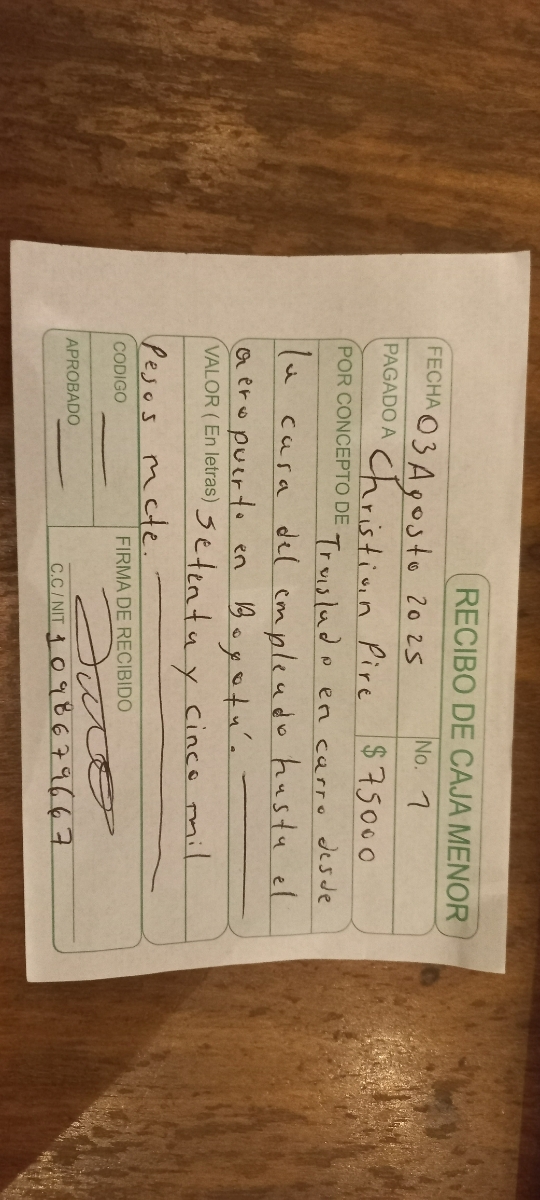 RECIBO DE CAJA MENOR
FECHA 03 Agosto 2025 No. 1
PAGADO A Christian Pire $ 75000
POR CONCEPTO DE Traslado en carro desde
la casa del empleado hasta el
aeropuerto en Bogotá.
VALOR ( En letras) Setenta y cinco mil
Pesos mcte.
CODIGO
FIRMA DE RECIBIDO
APROBADO
C.C / NIT 1098679667